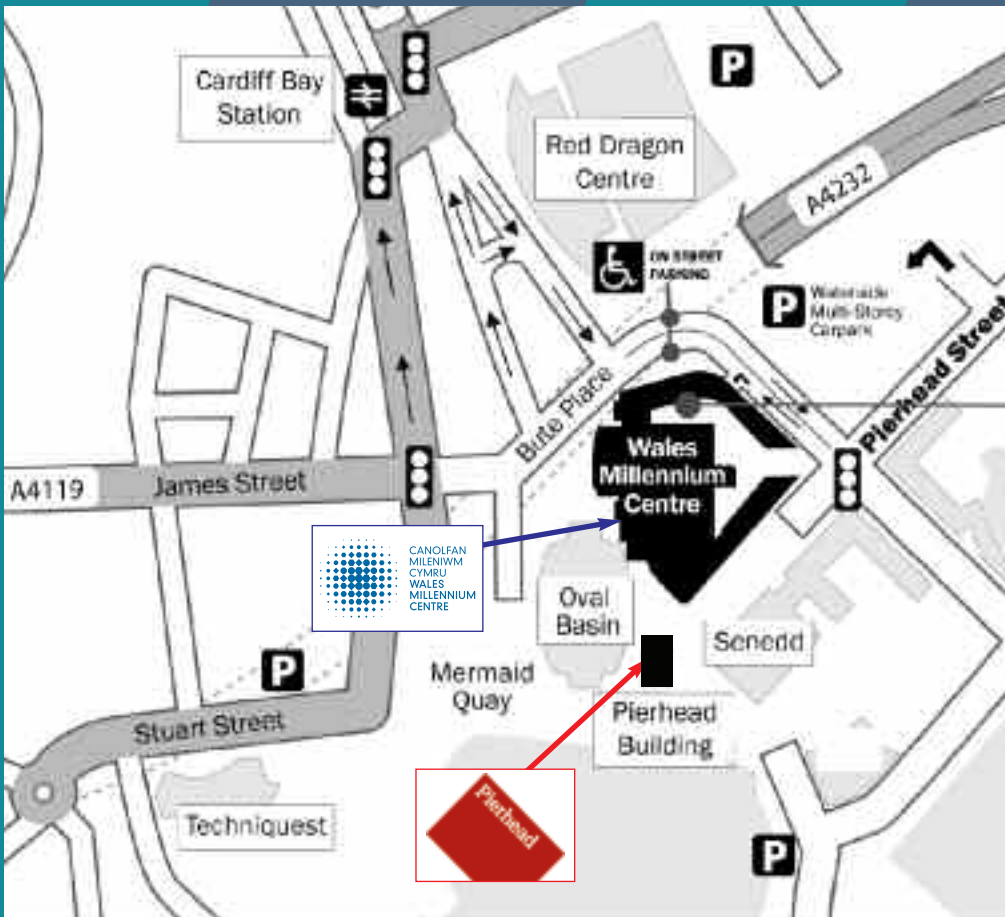 Cardiff Bay
Station
P
Red Dragon
Centre
A4232
ON STREET
PARKING
P
Waterside
Multi-Storey
Carpark
Pierhead Street
Bute Place
Wales
Millennium
Centre
A4119
James Street
CANOLFAN
MILENIWM
CYMRU
WALES
MILLENNIUM
CENTRE
Oval
Basin
Senedd
P
Mermaid
Quay
Pierhead
Building
Stuart Street
Pierhead
Techniquest
P